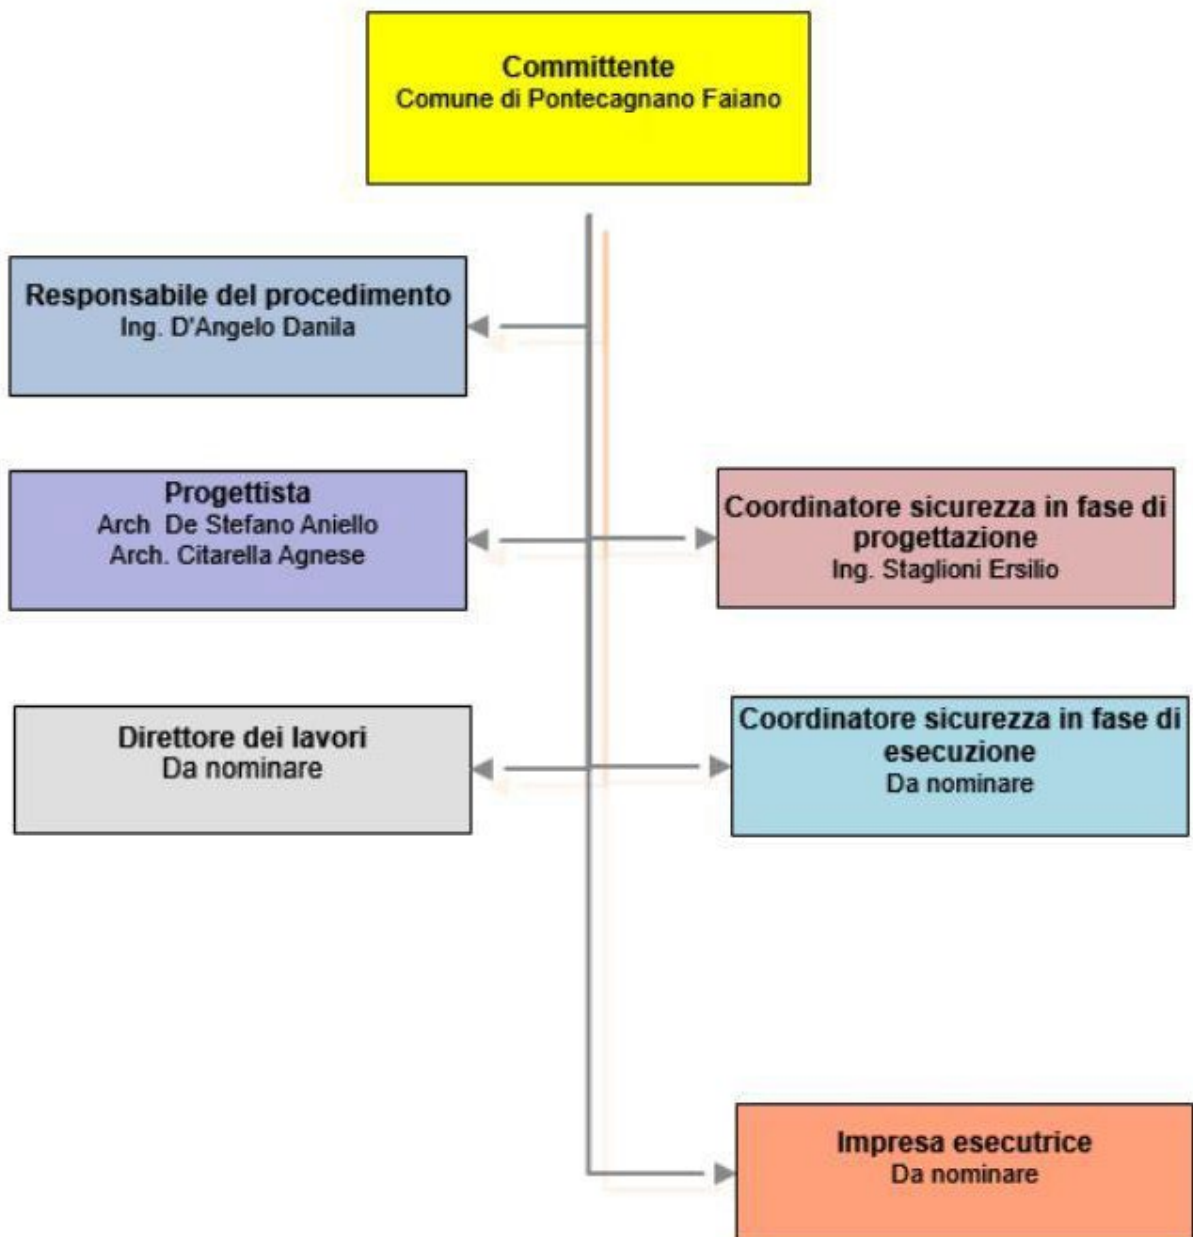 Committente
Comune di Pontecagnano Faiano
Responsabile del procedimento
Ing. D'Angelo Danila
Progettista
Arch  De Stefano Aniello
Arch. Citarella Agnese
Coordinatore sicurezza in fase di
progettazione
Ing. Staglioni Ersilio
Direttore dei lavori
Da nominare
Coordinatore sicurezza in fase di
esecuzione
Da nominare
Impresa esecutrice
Da nominare